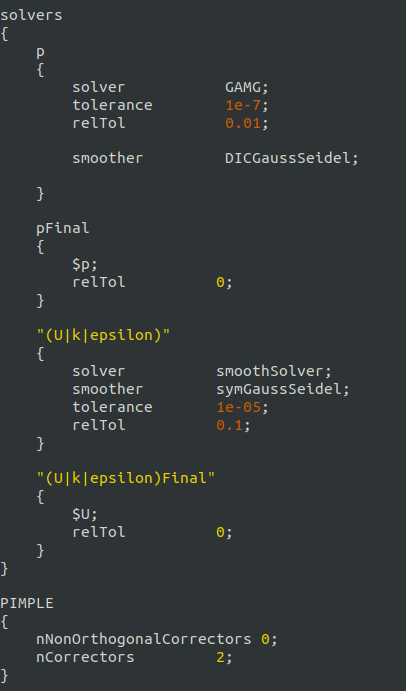 solvers
{
    p
    {
        solver           GAMG;
        tolerance        1e-7;
        relTol           0.01;

        smoother         DICGaussSeidel;

    }

    pFinal
    {
        $p;
        relTol          0;
    }

    "(U|k|epsilon)"
    {
        solver          smoothSolver;
        smoother        symGaussSeidel;
        tolerance       1e-05;
        relTol          0.1;
    }

    "(U|k|epsilon)Final"
    {
        $U;
        relTol          0;
    }
}

PIMPLE
{
    nNonOrthogonalCorrectors 0;
    nCorrectors         2;
}